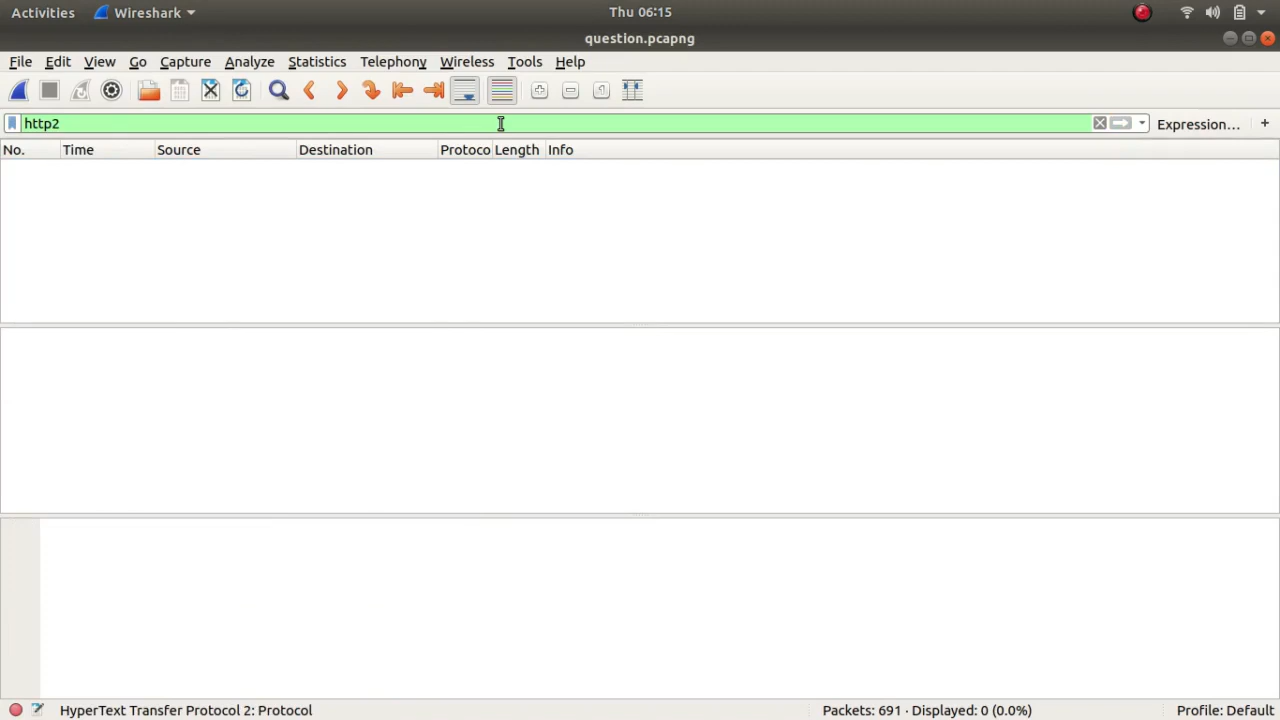 Activities Wireshark Thu 06:15
question.pcapng
File Edit View Go Capture Analyze Statistics Telephony Wireless Tools Help
http2 Expression… +
No. Time Source Destination Protoco Length Info
HyperText Transfer Protocol 2: Protocol Packets: 691 · Displayed: 0 (0.0%) Profile: Default